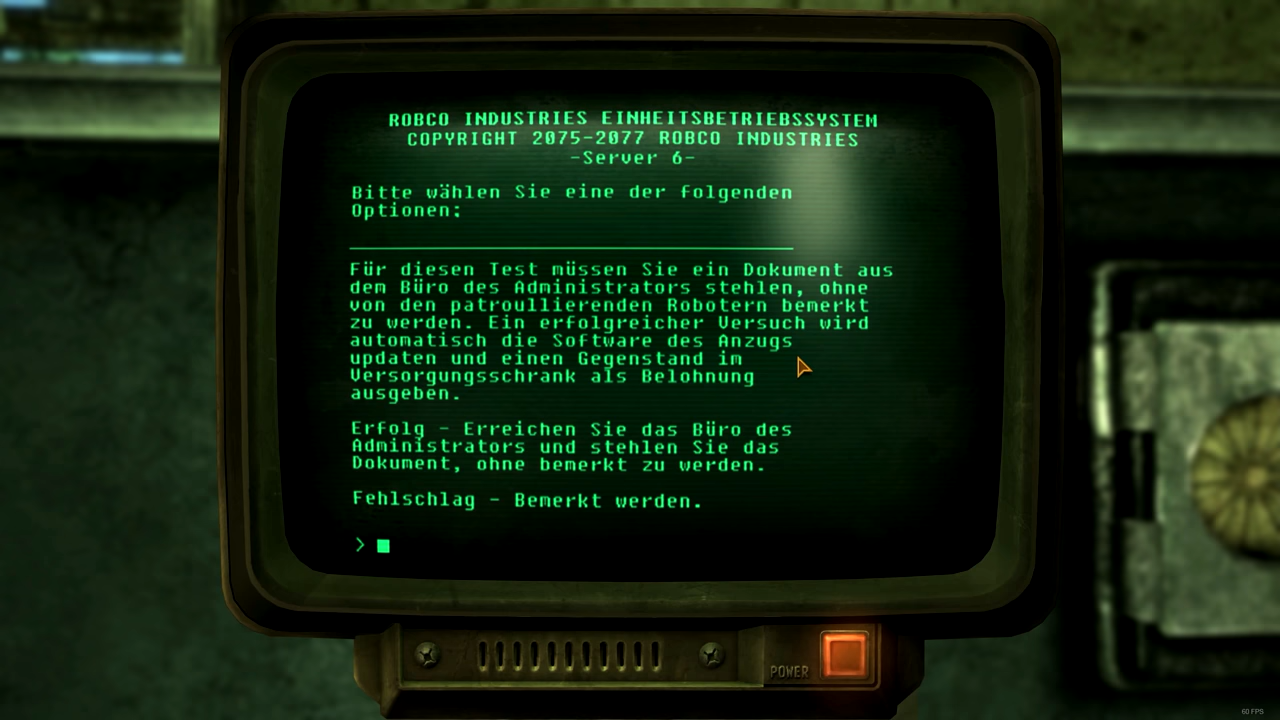 ROBCO INDUSTRIES EINHEITSBETRIEBSSYSTEM
COPYRIGHT 2075-2077 ROBCO INDUSTRIES
-Server 6-
Bitte wählen Sie eine der folgenden
Optionen:
Für diesen Test müssen Sie ein Dokument aus
dem Büro des Administrators stehlen, ohne
von den patroullierenden Robotern bemerkt
zu werden. Ein erfolgreicher Versuch wird
automatisch die Software des Anzugs
updaten und einen Gegenstand im
Versorgungsschrank als Belohnung
ausgeben.
Erfolg - Erreichen Sie das Büro des
Administrators und stehlen Sie das
Dokument, ohne bemerkt zu werden.
Fehlschlag - Bemerkt werden.
>
POWER
60 FPS